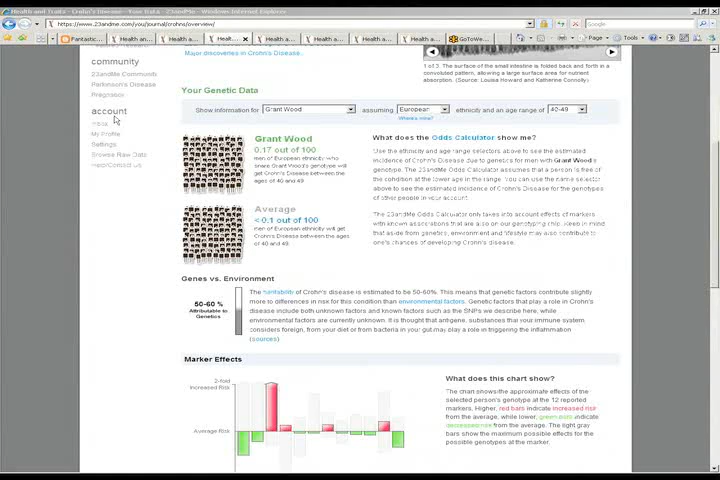 Health and Traits - Crohn's Disease - Your Data - 23andMe - Windows Internet Explorer
https://www.23andme.com/you/journal/crohns/overview/
Google
Fantastic...
Health an...
Health a...
Healt...
Health a...
Health a...
Health a...
Health a...
GoToWe...
Page
Tools
Major discoveries in Crohn's Disease.
community
23andMe Community
Parkinson's Disease
Pregnancy
account
Inbox
My Profile
Settings
Browse Raw Data
Help/Contact Us
1 of 3. The surface of the small intestine is folded back and forth in a
convoluted pattern, allowing a large surface area for nutrient
absorption. (Source: Louisa Howard and Katherine Connolly)
Your Genetic Data
Show information for Grant Wood assuming European ethnicity and an age range of 40-49
Where's mine?
Grant Wood
0.17 out of 100
men of European ethnicity who
share Grant Wood's genotype will
get Crohn's Disease between the
ages of 40 and 49.
Average
< 0.1 out of 100
men of European ethnicity will get
Crohn's Disease between the ages
of 40 and 49.
What does the Odds Calculator show me?
Use the ethnicity and age range selectors above to see the estimated
incidence of Crohn's Disease due to genetics for men with Grant Wood's
genotype. The 23andMe Odds Calculator assumes that a person is free of
the condition at the lower age in the range. You can use the name selector
above to see the estimated incidence of Crohn's Disease for the genotypes
of other people in your account.
The 23andMe Odds Calculator only takes into account effects of markers
with known associations that are also on our genotyping chip. Keep in mind
that aside from genetics, environment and lifestyle may also contribute to
one's chances of developing Crohn's disease.
Genes vs. Environment
50-60 %
Attributable to
Genetics
The heritability of Crohn's disease is estimated to be 50-60%. This means that genetic factors contribute slightly
more to differences in risk for this condition than environmental factors. Genetic factors that play a role in Crohn's
disease include both unknown factors and known factors such as the SNPs we describe here, while
environmental factors are currently unknown. It is thought that antigens, substances that your immune system
considers foreign, from your diet or from bacteria in your gut may play a role in triggering the inflammation
(sources)
Marker Effects
2-fold
Increased Risk
Average Risk
What does this chart show?
The chart shows the approximate effects of the
selected person's genotype at the 12 reported
markers. Higher, red bars indicate increased risk
from the average, while lower, green bars indicate
decreased risk from the average. The light gray
bars show the maximum possible effects for the
possible genotypes at the marker.